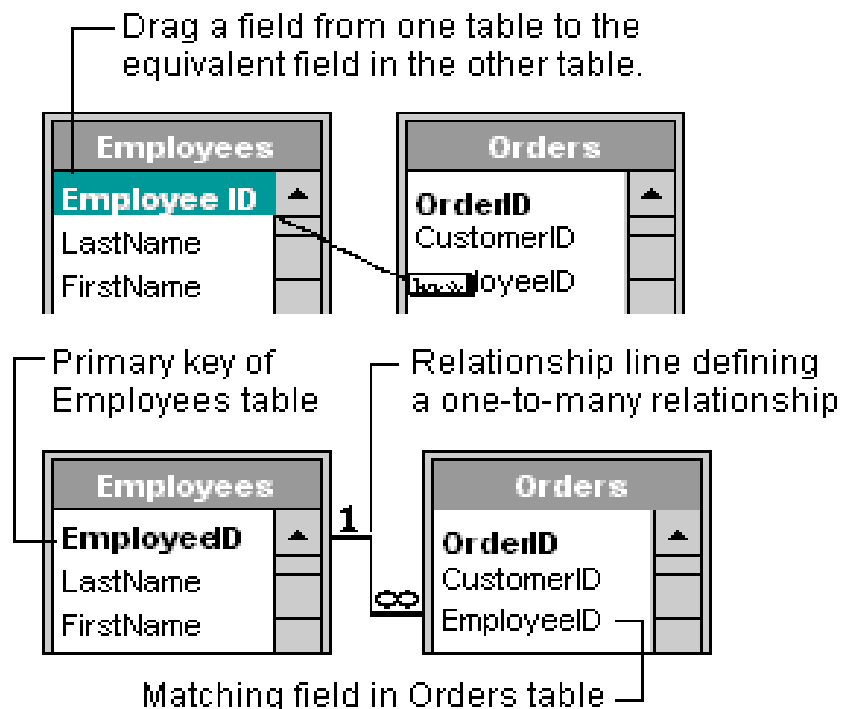 Drag a field from one table to the
equivalent field in the other table.
Employees
Orders
Employee ID
LastName
FirstName
OrderID
CustomerID
loyeeID
Primary key of
Employees table
Relationship line defining
a one-to-many relationship
Employees
Orders
EmployeeID
LastName
FirstName
1
∞
OrderID
CustomerID
EmployeeID
Matching field in Orders table